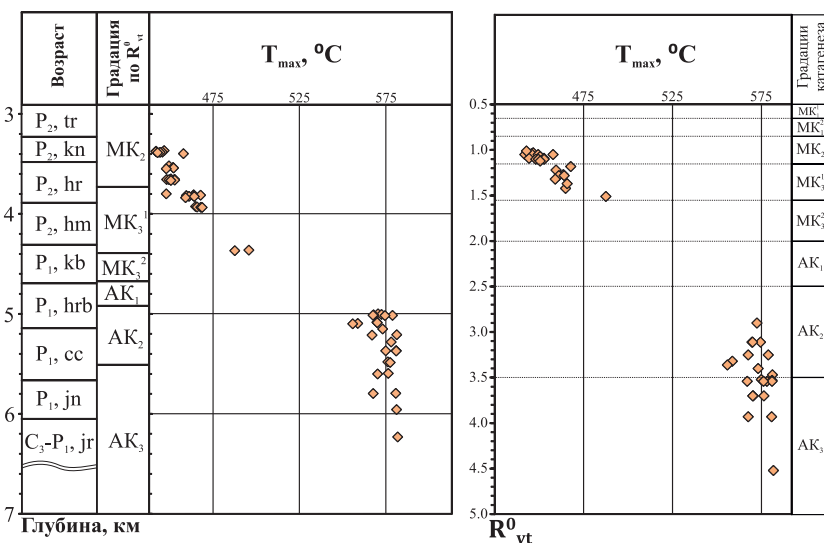 Возраст
Градация по R⁰vt
Tmax, ⁰C
475 525 575
3
4
5
6
7
P₂, tr
P₂, kn
P₂, hr
P₂, hm
P₁, kb
P₁, hrb
P₁, cc
P₁, jn
C₃-P₁, jr
МК₂
МК₃¹
МК₃²
АК₁
АК₂
АК₃
Глубина, км
Tmax, ⁰C
Градации
катагенеза
475 525 575
0.5
1.0
1.5
2.0
2.5
3.0
3.5
4.0
4.5
5.0
МК₁¹
МК₁²
МК₂
МК₃¹
МК₃²
АК₁
АК₂
АК₃
R⁰vt